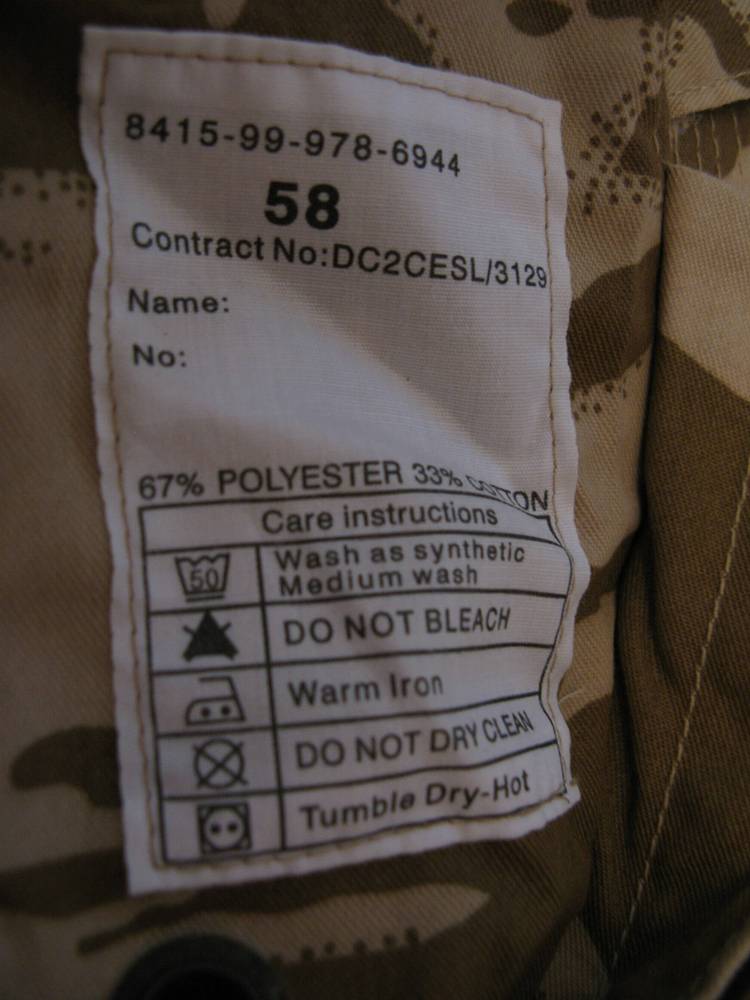 8415-99-978-6944
58
Contract No:DC2CESL/3129
Name:
No:
67% POLYESTER 33% COTTON
Care instructions
50
Wash as synthetic
Medium wash
DO NOT BLEACH
Warm Iron
DO NOT DRY CLEAN
Tumble Dry-Hot